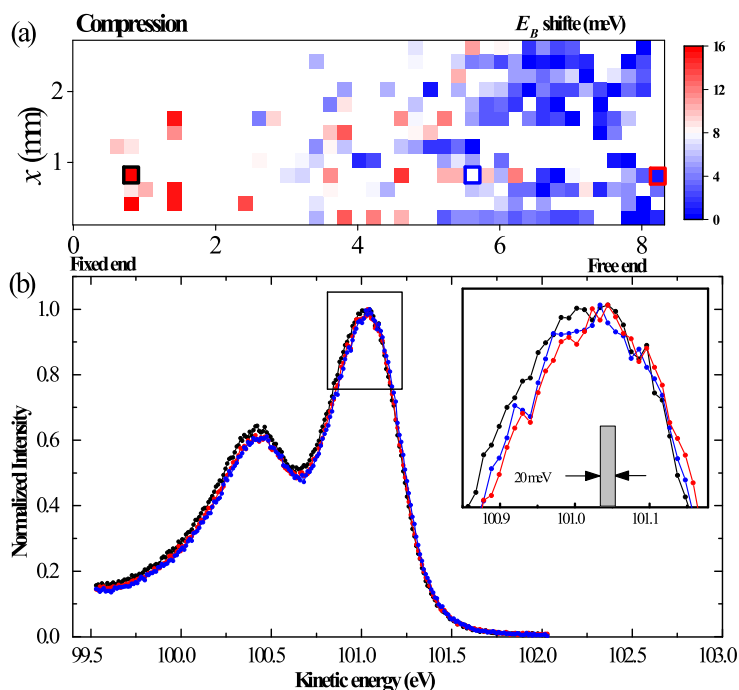 (a) Compression E_B shifte (meV)
16
12
8
4
0
2
1
x (mm)
0 2 4 6 8
Fixed end Free end
(b)
1.0
0.8
0.6
0.4
0.2
0.0
Normalized Intensity
20 meV
100.9 101.0 101.1
99.5 100.0 100.5 101.0 101.5 102.0 102.5 103.0
Kinetic energy (eV)